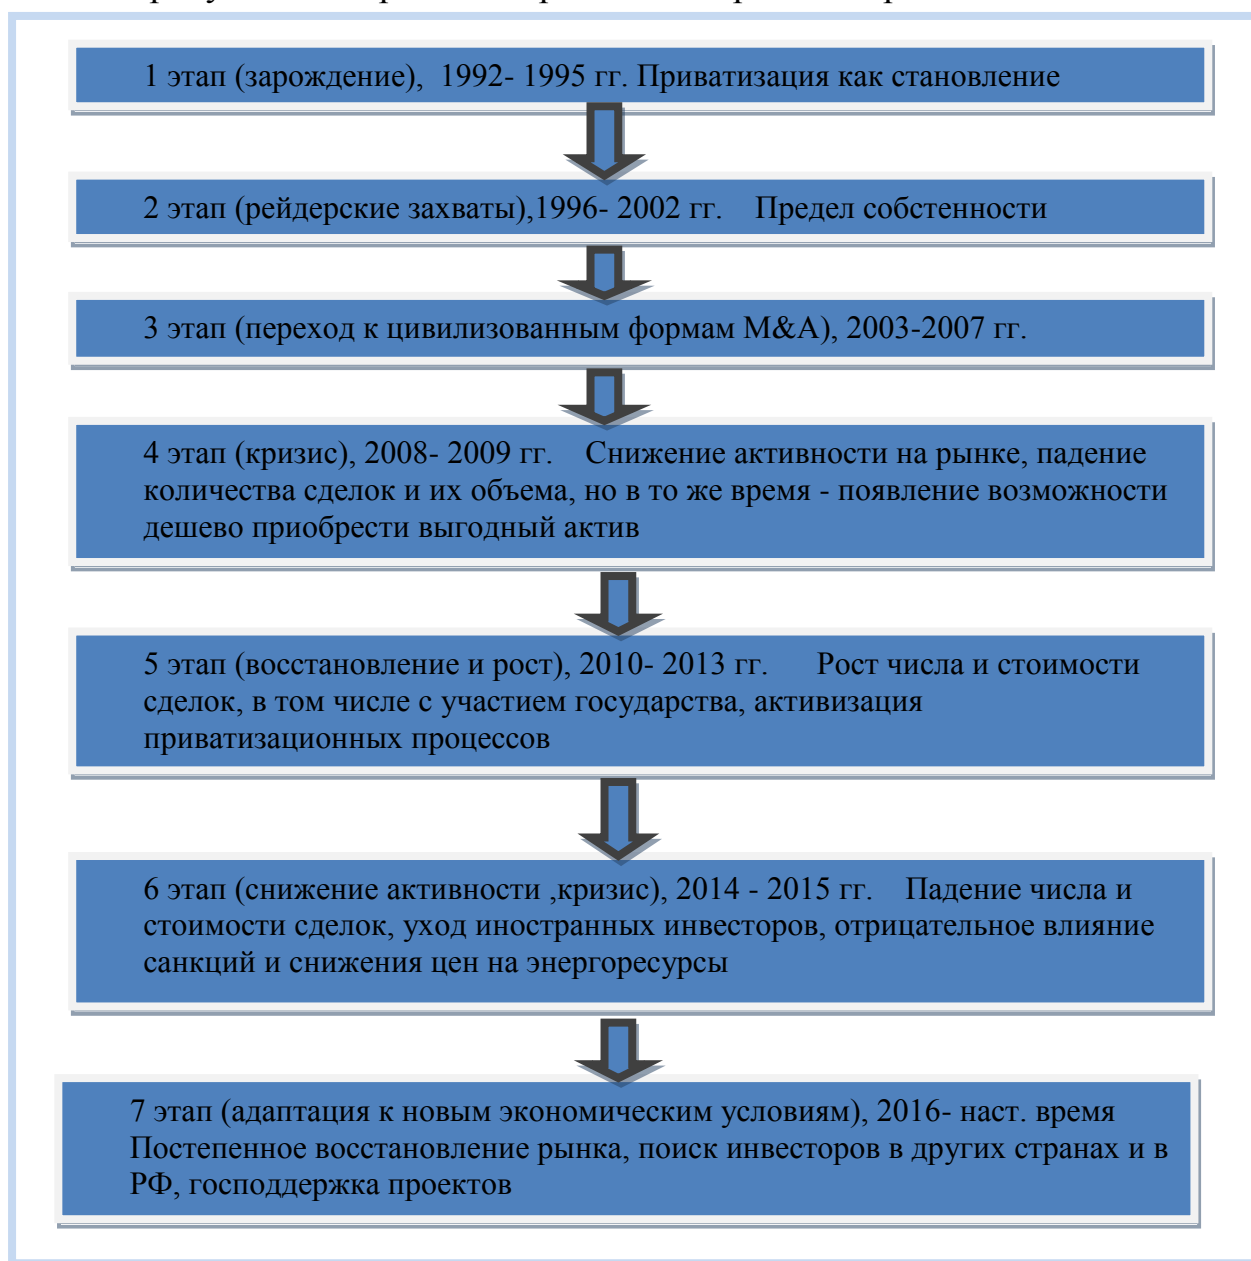 1 этап (зарождение), 1992- 1995 гг. Приватизация как становление
2 этап (рейдерские захваты),1996- 2002 гг. Предел собстенности
3 этап (переход к цивилизованным формам M&A), 2003-2007 гг.
4 этап (кризис), 2008- 2009 гг. Снижение активности на рынке, падение
количества сделок и их объема, но в то же время - появление возможности
дешево приобрести выгодный актив
5 этап (восстановление и рост), 2010- 2013 гг. Рост числа и стоимости
сделок, в том числе с участием государства, активизация
приватизационных процессов
6 этап (снижение активности ,кризис), 2014 - 2015 гг. Падение числа и
стоимости сделок, уход иностранных инвесторов, отрицательное влияние
санкций и снижения цен на энергоресурсы
7 этап (адаптация к новым экономическим условиям), 2016- наст. время
Постепенное восстановление рынка, поиск инвесторов в других странах и в
РФ, господдержка проектов